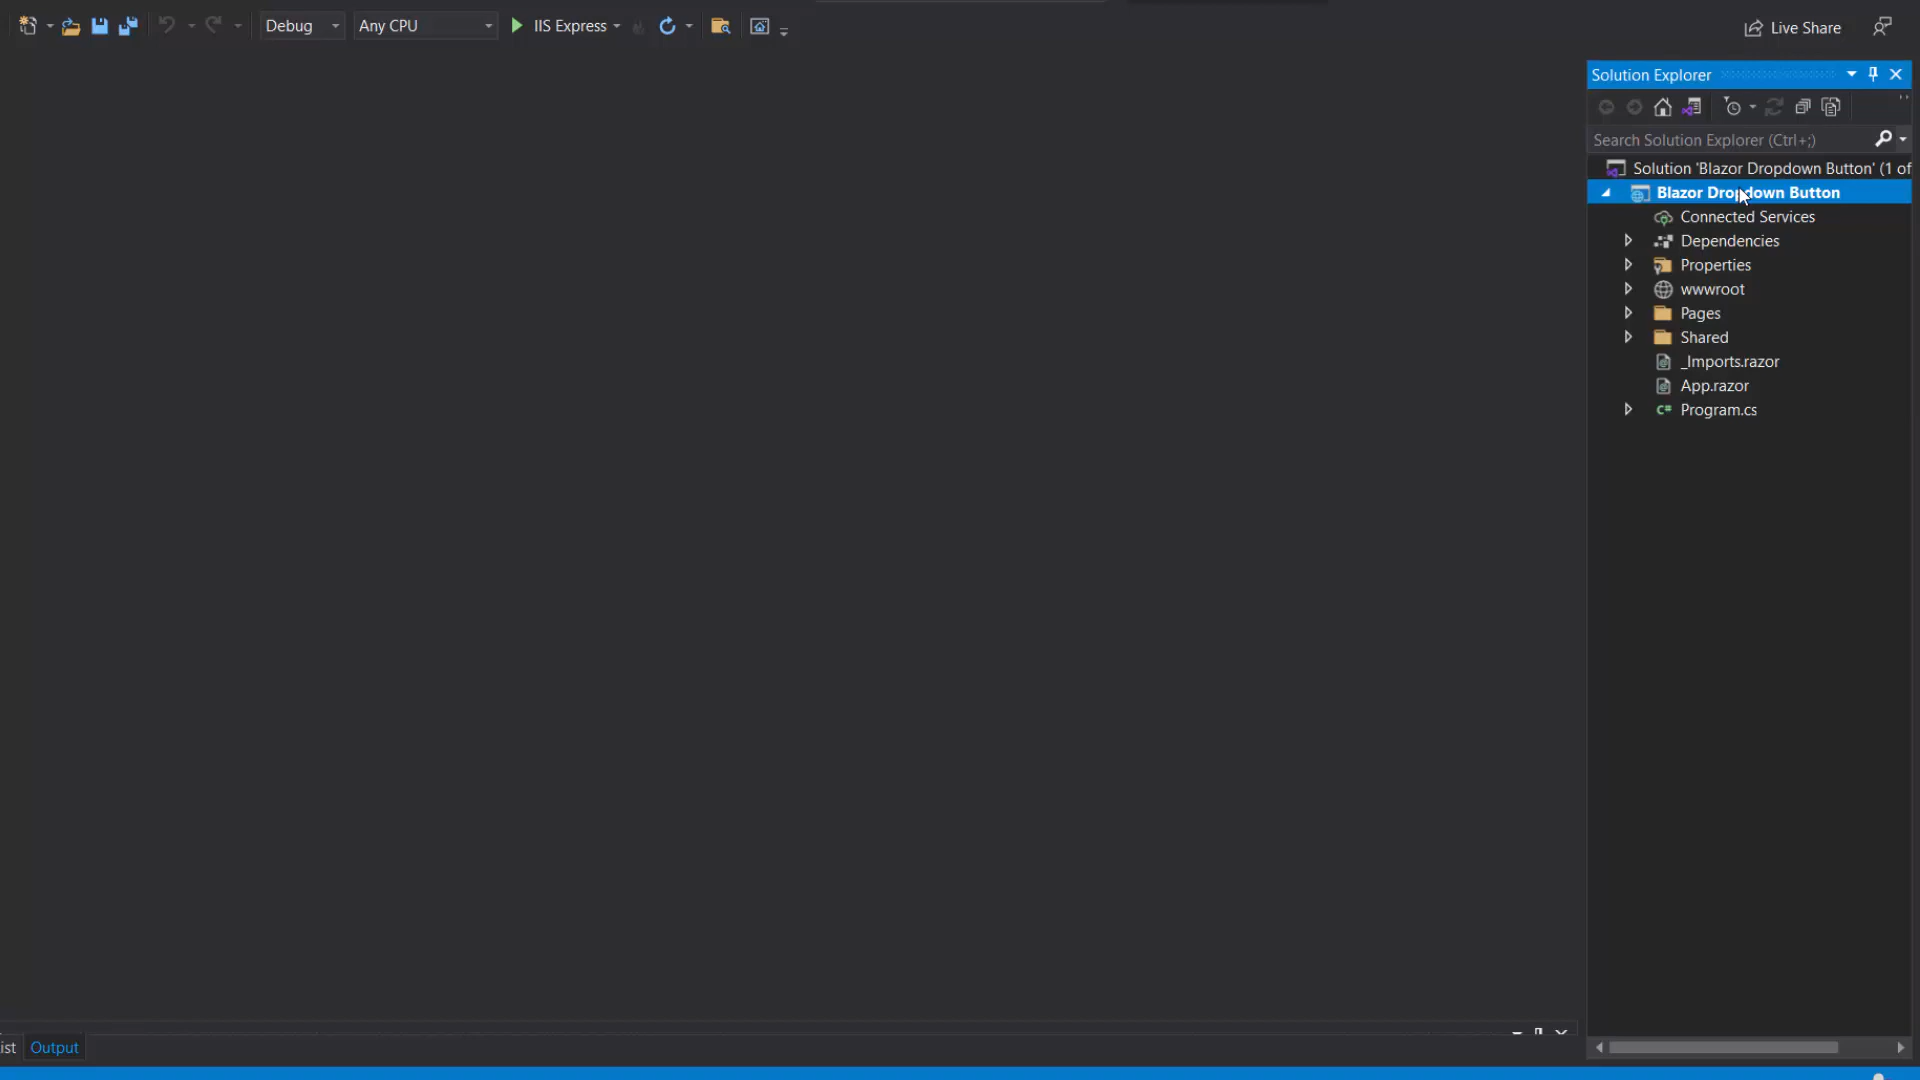 Debug
Any CPU
IIS Express
Live Share
Solution Explorer
Search Solution Explorer (Ctrl+;)
Solution 'Blazor Dropdown Button' (1 of
Blazor Dropdown Button
Connected Services
Dependencies
Properties
wwwroot
Pages
Shared
_Imports.razor
App.razor
C# Program.cs
ist
Output